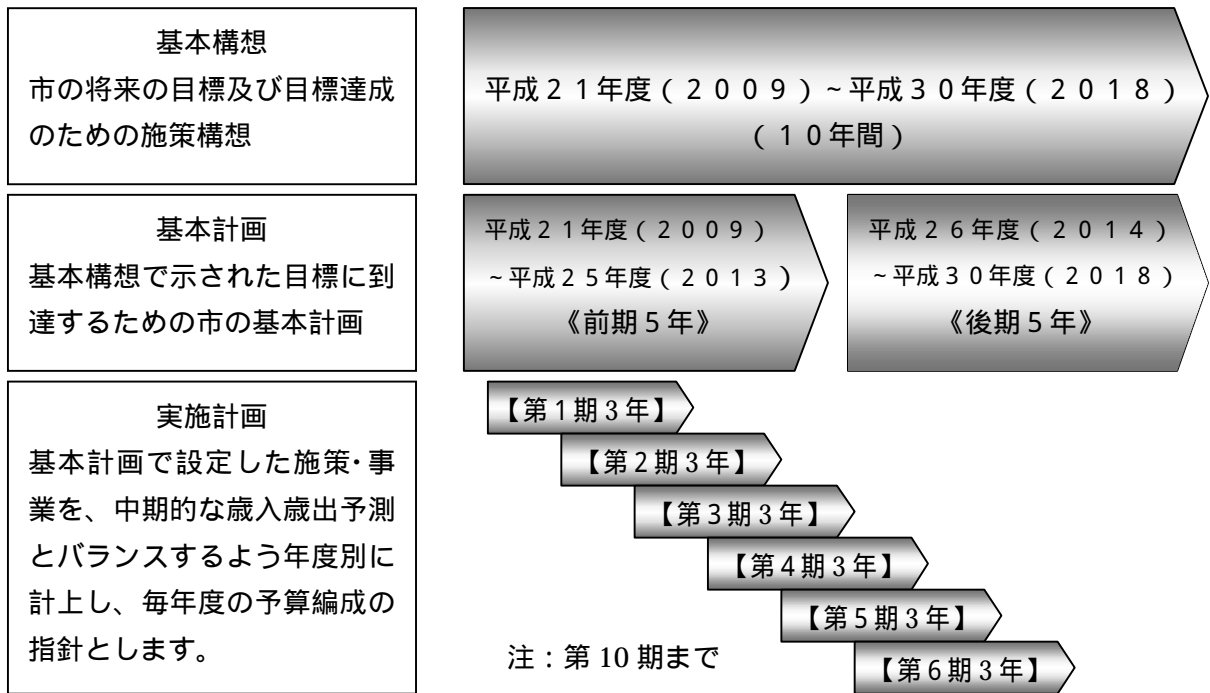 基本構想
市の将来の目標及び目標達成
のための施策構想
平成21年度(2009)~平成30年度(2018)
(10年間)
基本計画
基本構想で示された目標に到
達するための市の基本計画
平成21年度(2009)
~平成25年度(2013)
《前期5年》
平成26年度(2014)
~平成30年度(2018)
《後期5年》
実施計画
基本計画で設定した施策・事
業を、中期的な歳入歳出予測
とバランスするよう年度別に
計上し、毎年度の予算編成の
指針とします。
【第1期3年】
【第2期3年】
【第3期3年】
【第4期3年】
【第5期3年】
【第6期3年】
注:第10期まで